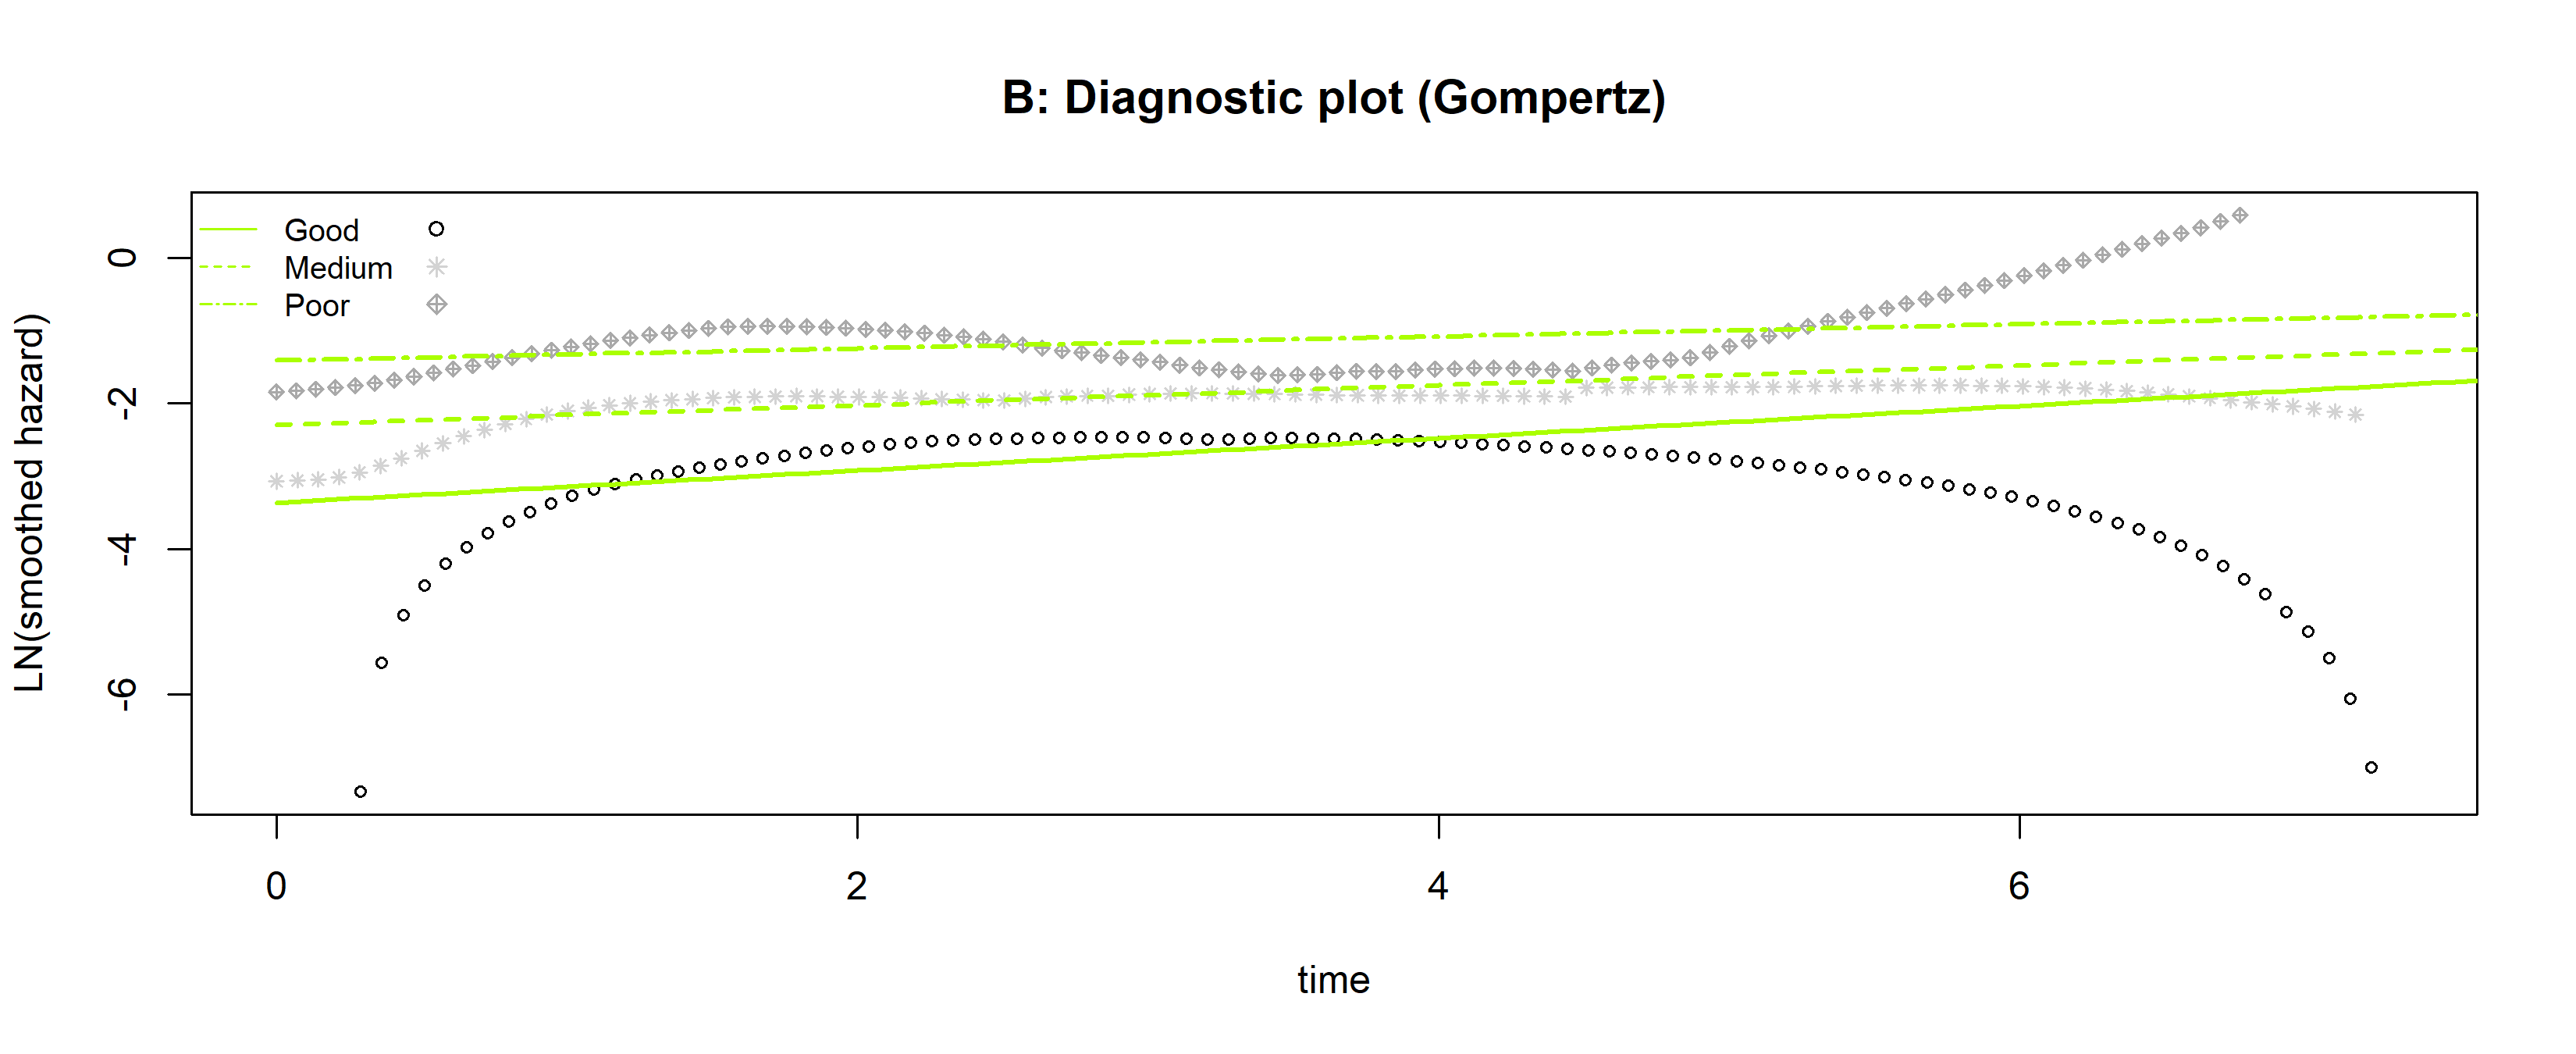 B: Diagnostic plot (Gompertz)
Good
Medium
Poor
LN(smoothed hazard)
0
-2
-4
-6
0 2 4 6
time